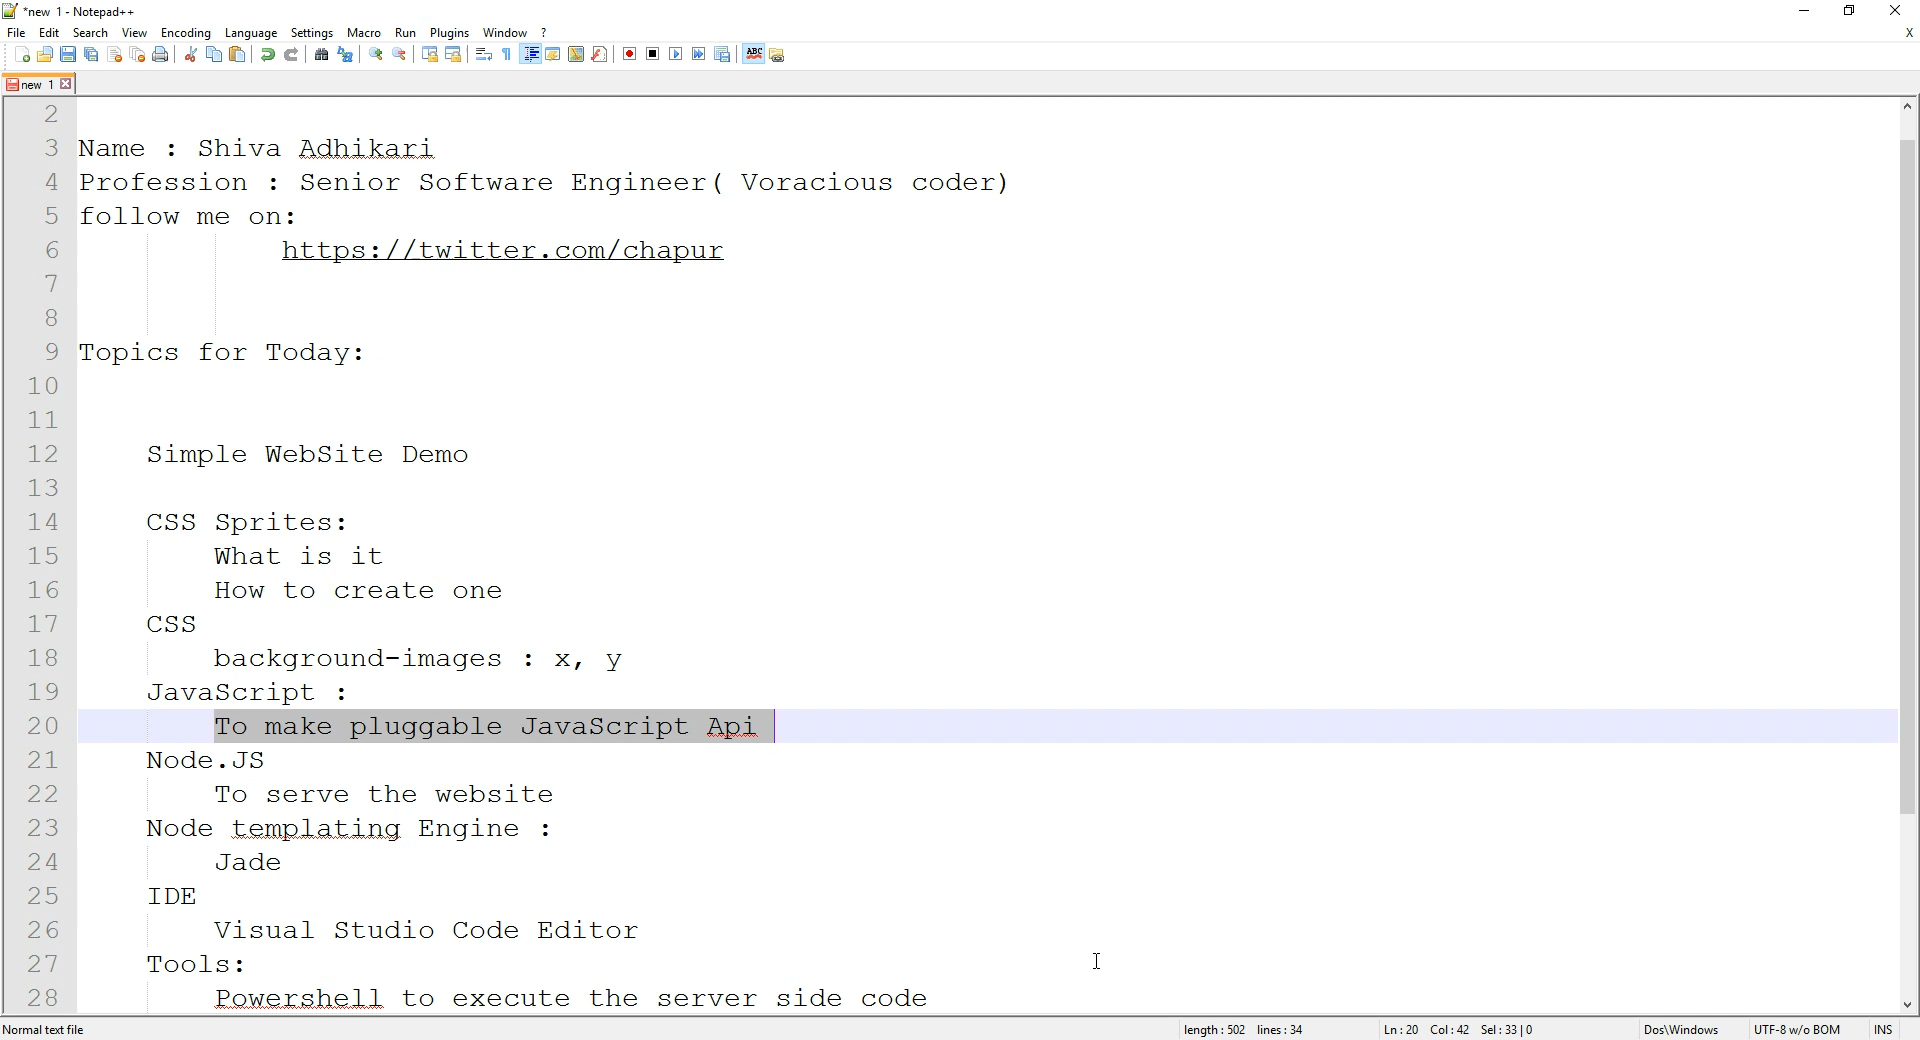 *new 1 - Notepad++
File Edit Search View Encoding Language Settings Macro Run Plugins Window ? X
ABC
new 1
2
3 Name : Shiva Adhikari
4 Profession : Senior Software Engineer( Voracious coder)
5 follow me on:
6 https://twitter.com/chapur
7
8
9 Topics for Today:
10
11
12 Simple WebSite Demo
13
14 CSS Sprites:
15 What is it
16 How to create one
17 CSS
18 background-images : x, y
19 JavaScript :
20 To make pluggable JavaScript Api
21 Node.JS
22 To serve the website
23 Node templating Engine :
24 Jade
25 IDE
26 Visual Studio Code Editor
27 Tools:
28 Powershell to execute the server side code
Normal text file length : 502 lines : 34 Ln : 20 Col : 42 Sel : 33 | 0 Dos\Windows UTF-8 w/o BOM INS